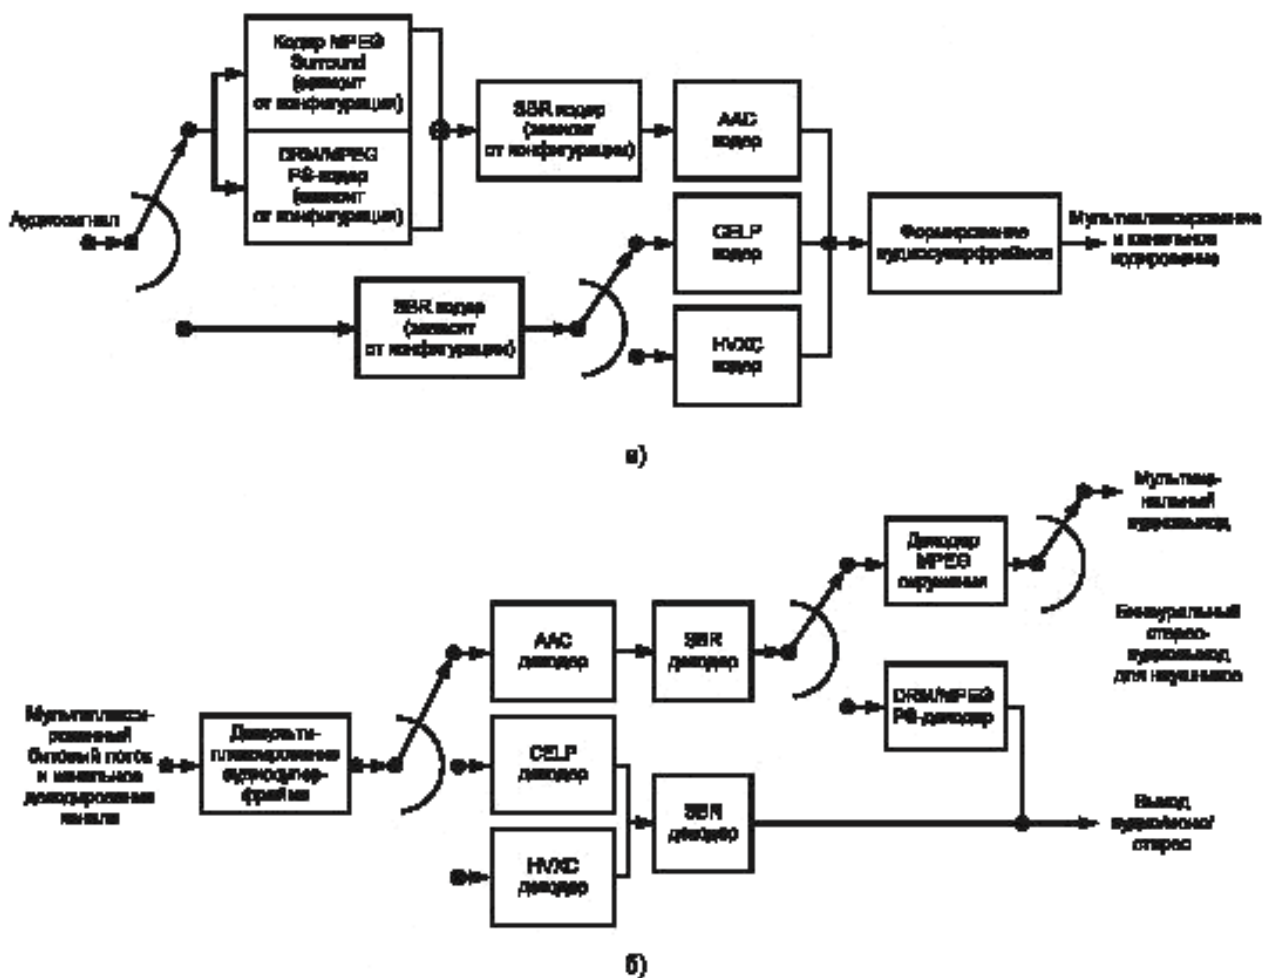 Кодер MPEG
Surround
(зависит
от конфигурации)
SBR кодер
(зависит
от конфигурации)
AAC
кодер
DRM/MPEG
PS-кодер
(зависит
от конфигурации)
Аудиосигнал
CELP
кодер
Формирование
аудиосуперфреймов
Мультиплексирование
и канальное
кодирование
SBR кодер
(зависит
от конфигурации)
HVXC
кодер
а)
Мультика-
нальный
аудиовыход
Декодер
MPEG
окружения
Бинауральный
стерео-
аудиовыход
для наушников
AAC
декодер
SBR
декодер
DRM/MPEG
PS-декодер
Мультиплекси-
рованный
битовый поток
и канальное
декодирование
канала
Демульти-
плексирование
аудиосупер-
фрейма
CELP
декодер
SBR
декодер
Выход
аудио/моно/
стерео
HVXC
декодер
б)